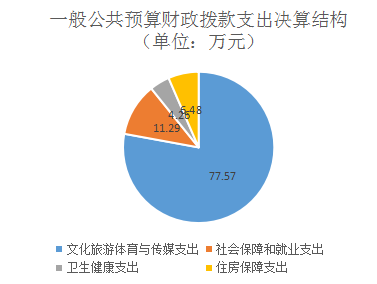 一般公共预算财政拨款支出决算结构
（单位：万元）
6.48
4.26
11.29
77.57
文化旅游体育与传媒支出 社会保障和就业支出
卫生健康支出 住房保障支出